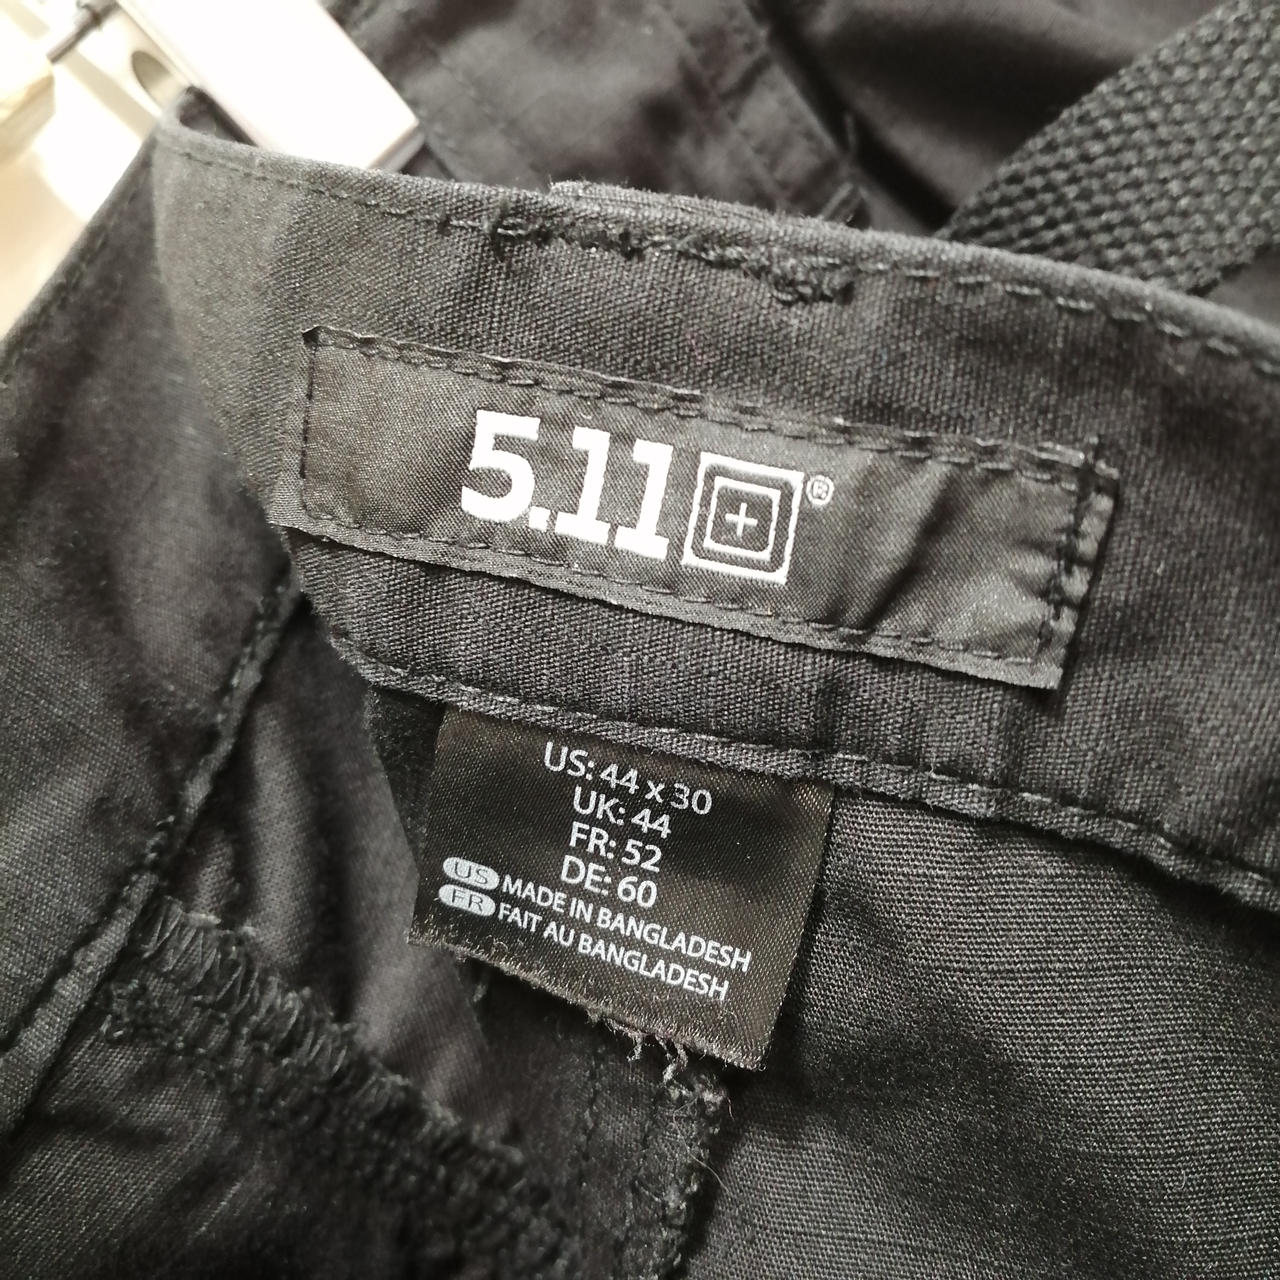 5.11®
US: 44 x 30
UK: 44
FR: 52
DE: 60
US MADE IN BANGLADESH
FR FAIT AU BANGLADESH